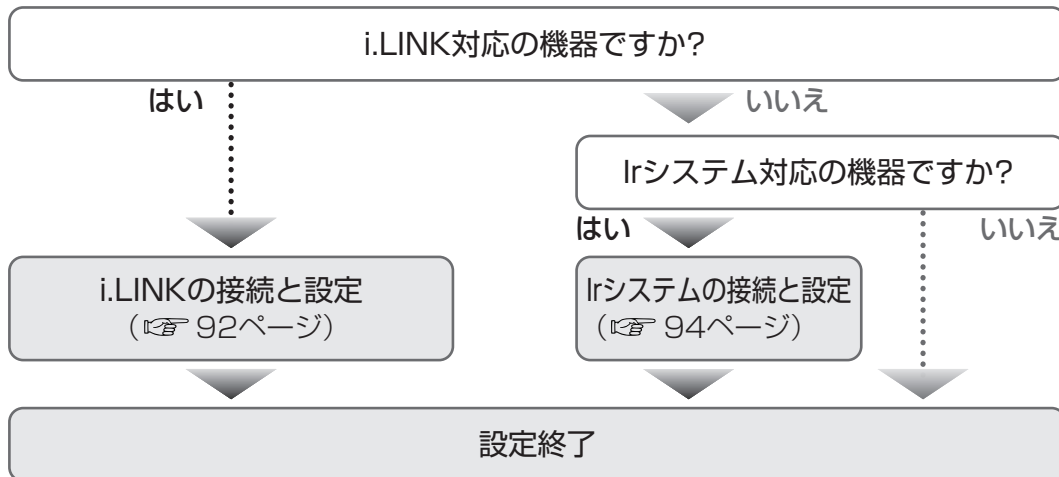 i.LINK対応の機器ですか?
はい
いいえ
Irシステム対応の機器ですか?
はい
いいえ
i.LINKの接続と設定
(☞ 92ページ)
Irシステムの接続と設定
(☞ 94ページ)
設定終了